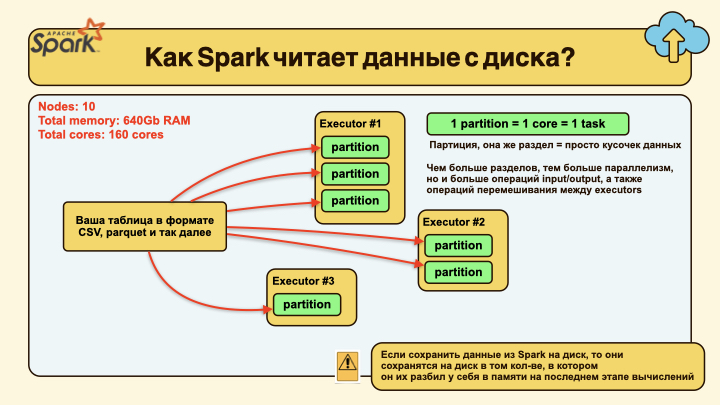 APACHE
Spark
Как Spark читает данные с диска?
Nodes: 10
Total memory: 640Gb RAM
Total cores: 160 cores
Executor #1
partition
partition
partition
1 partition = 1 core = 1 task
Партиция, она же раздел = просто кусочек данных
Чем больше разделов, тем больше параллелизм,
но и больше операций input/output, а также
операций перемешивания между executors
Ваша таблица в формате
CSV, parquet и так далее
Executor #2
partition
partition
Executor #3
partition
Если сохранить данные из Spark на диск, то они
сохранятся на диск в том кол-ве, в котором
он их разбил у себя в памяти на последнем этапе вычислений